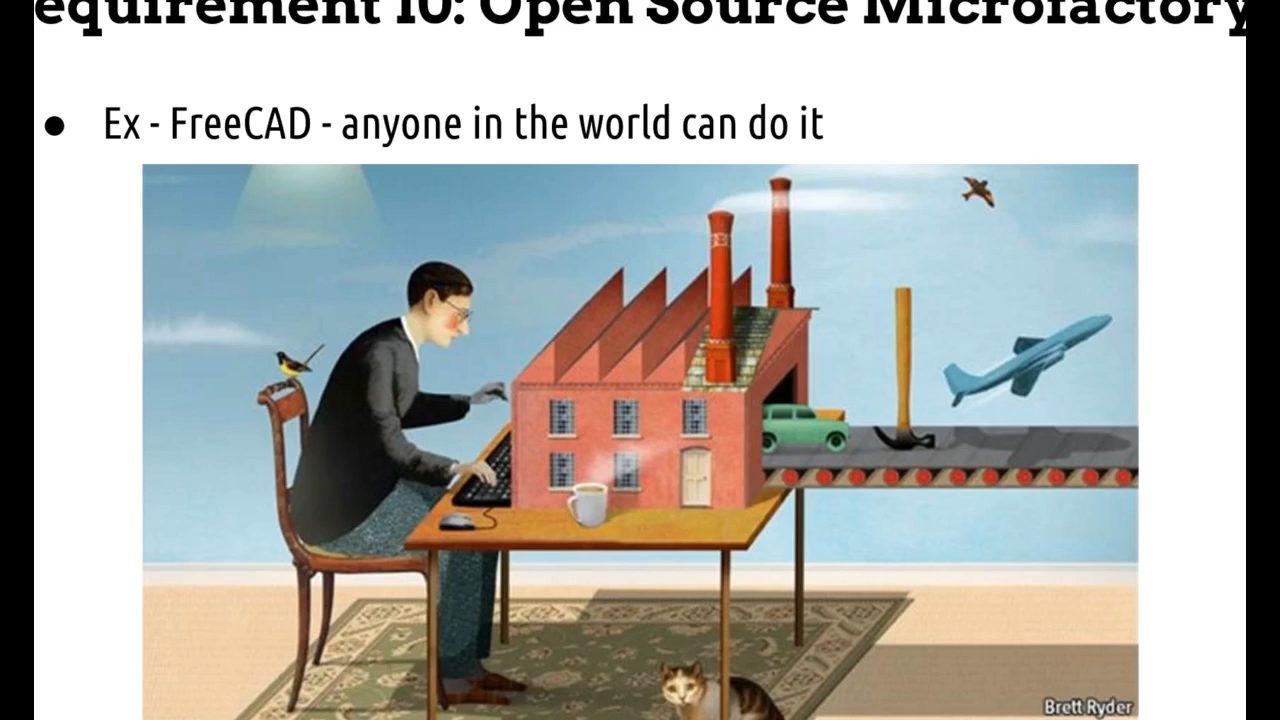 equirement 10: Open Source Microfactory
● Ex - FreeCAD - anyone in the world can do it
Brett Ryder